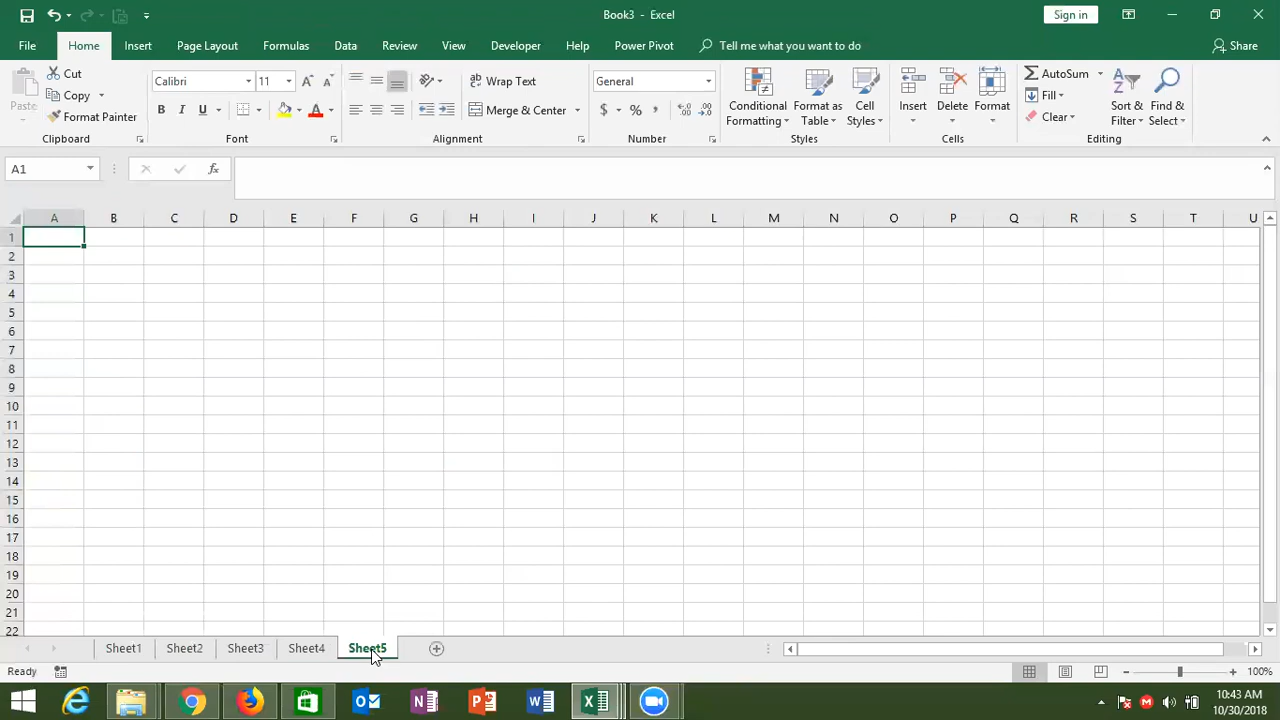 Book3 - Excel
Sign in
File Home Insert Page Layout Formulas Data Review View Developer Help Power Pivot Tell me what you want to do Share
Paste
Cut
Copy
Format Painter
Clipboard
Calibri 11
B I U A
Font
ab Wrap Text
Merge & Center
Alignment
General
$ % ,
Number
Conditional Formatting
Format as Table
Cell Styles
Styles
Insert
Delete
Format
Cells
AutoSum
Fill
Clear
Sort & Filter
Find & Select
Editing
A1 fx
A B C D E F G H I J K L M N O P Q R S T U
1
2
3
4
5
6
7
8
9
10
11
12
13
14
15
16
17
18
19
20
21
22
Sheet1 Sheet2 Sheet3 Sheet4 Sheet5
Ready 100%
10:43 AM
10/30/2018